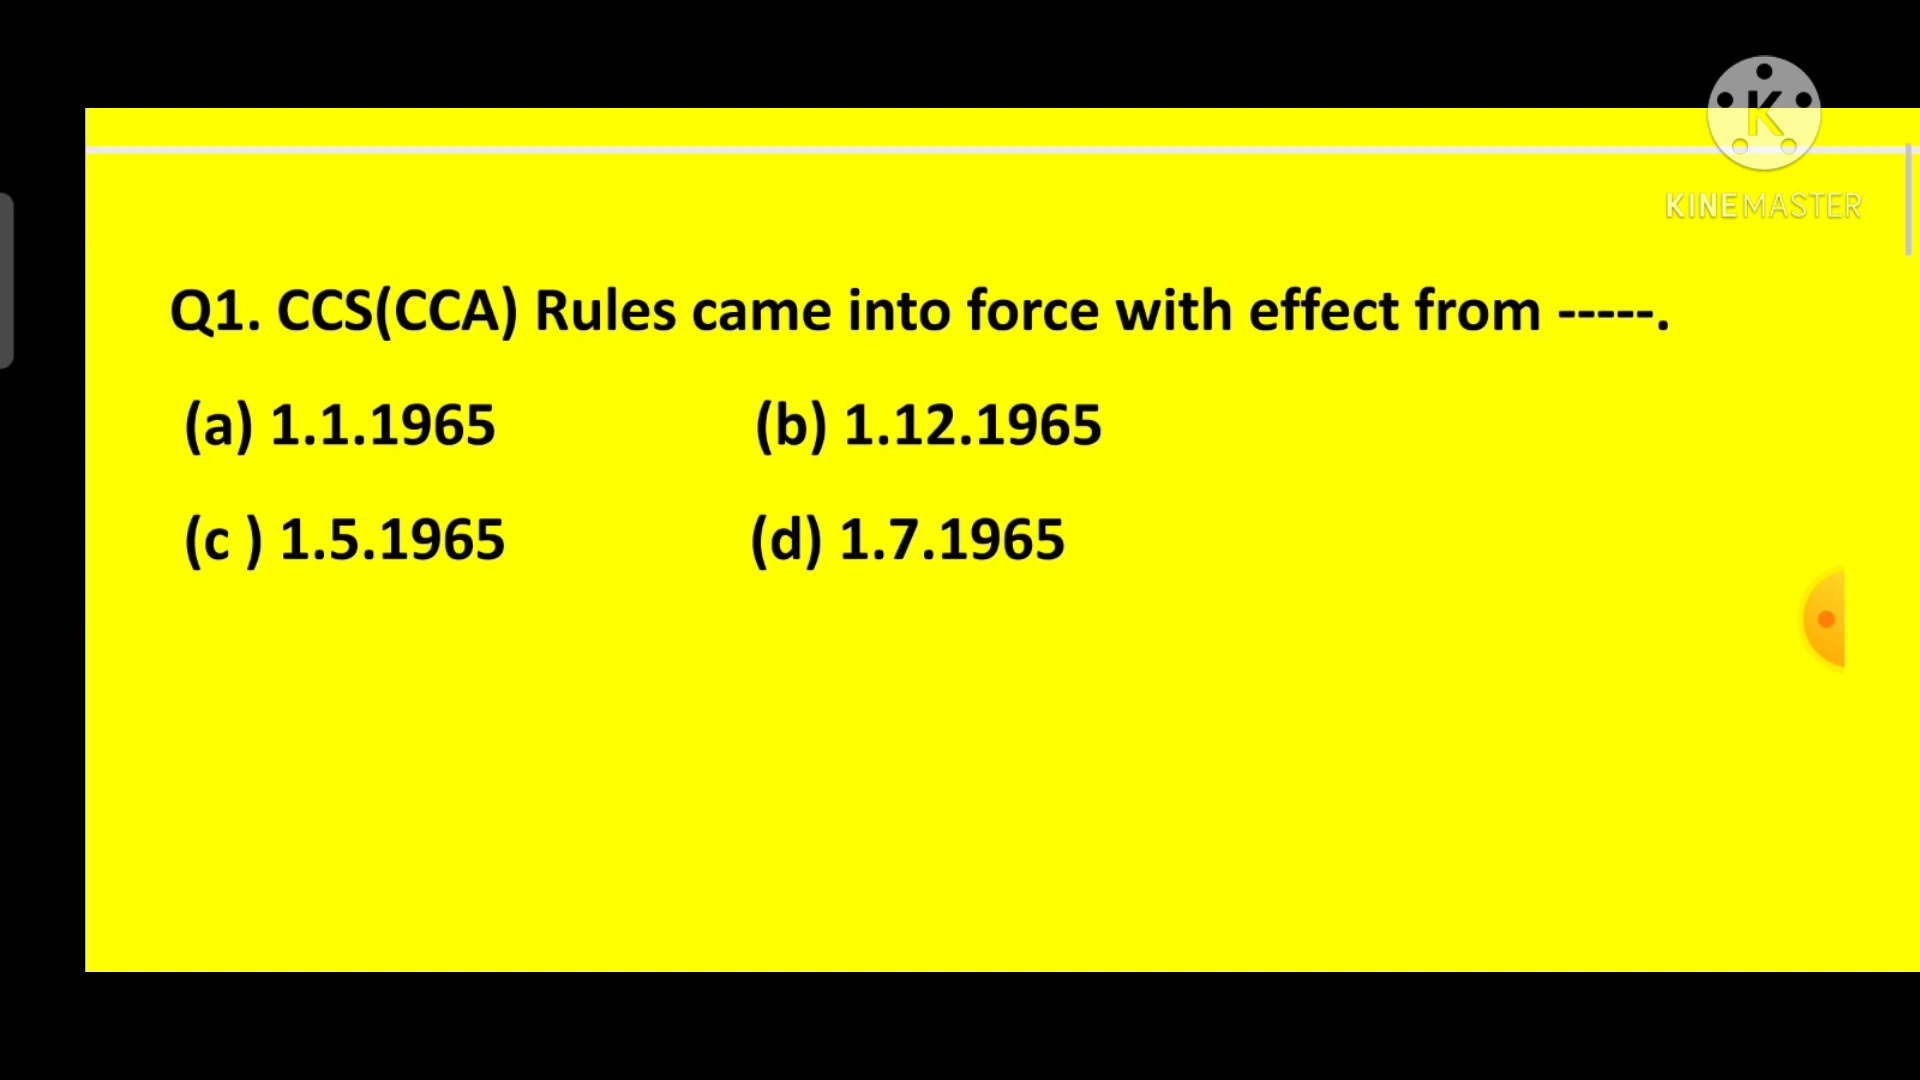 K
KINEMASTER
Q1. CCS(CCA) Rules came into force with effect from -----.
(a) 1.1.1965 (b) 1.12.1965
(c ) 1.5.1965 (d) 1.7.1965